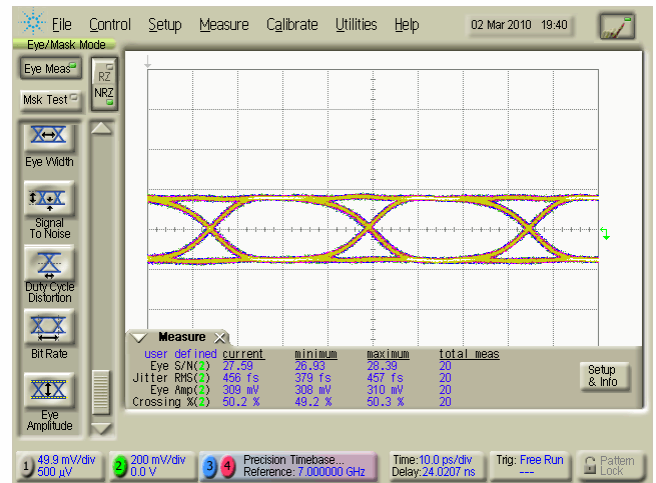 File Control Setup Measure Calibrate Utilities Help 02 Mar 2010 19:40
Eye/Mask Mode
Eye Meas
RZ
Msk Test
NRZ
Eye Width
Signal
To Noise
Duty Cycle
Distortion
Bit Rate
Eye
Amplitude
Measure
user defined current minimum maximum total meas
Eye S/N(2) 27.59 26.93 28.39 20
Jitter RMS(2) 456 fs 379 fs 457 fs 20
Eye Amp(2) 309 mV 308 mV 310 mV 20
Crossing %(2) 50.2 % 49.2 % 50.3 % 20
Setup
& Info
1 49.9 mV/div
500 µV
2 200 mV/div
0.0 V
3 4 Precision Timebase...
Reference: 7.000000 GHz
Time:10.0 ps/div
Delay:24.0207 ns
Trig: Free Run
---
Pattern
Lock